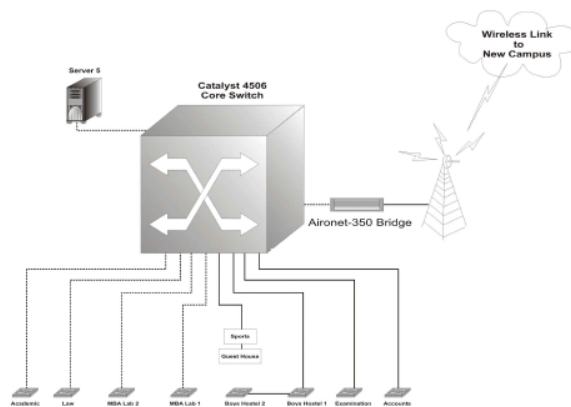 Wireless Link
to
New Campus
Server 5
Catalyst 4506
Core Switch
Aironet-350 Bridge
Sports
Guest House
Academic
Law
MBA Lab 2
MBA Lab 1
Boys Hostel 2
Boys Hostel 1
Examination
Accounts